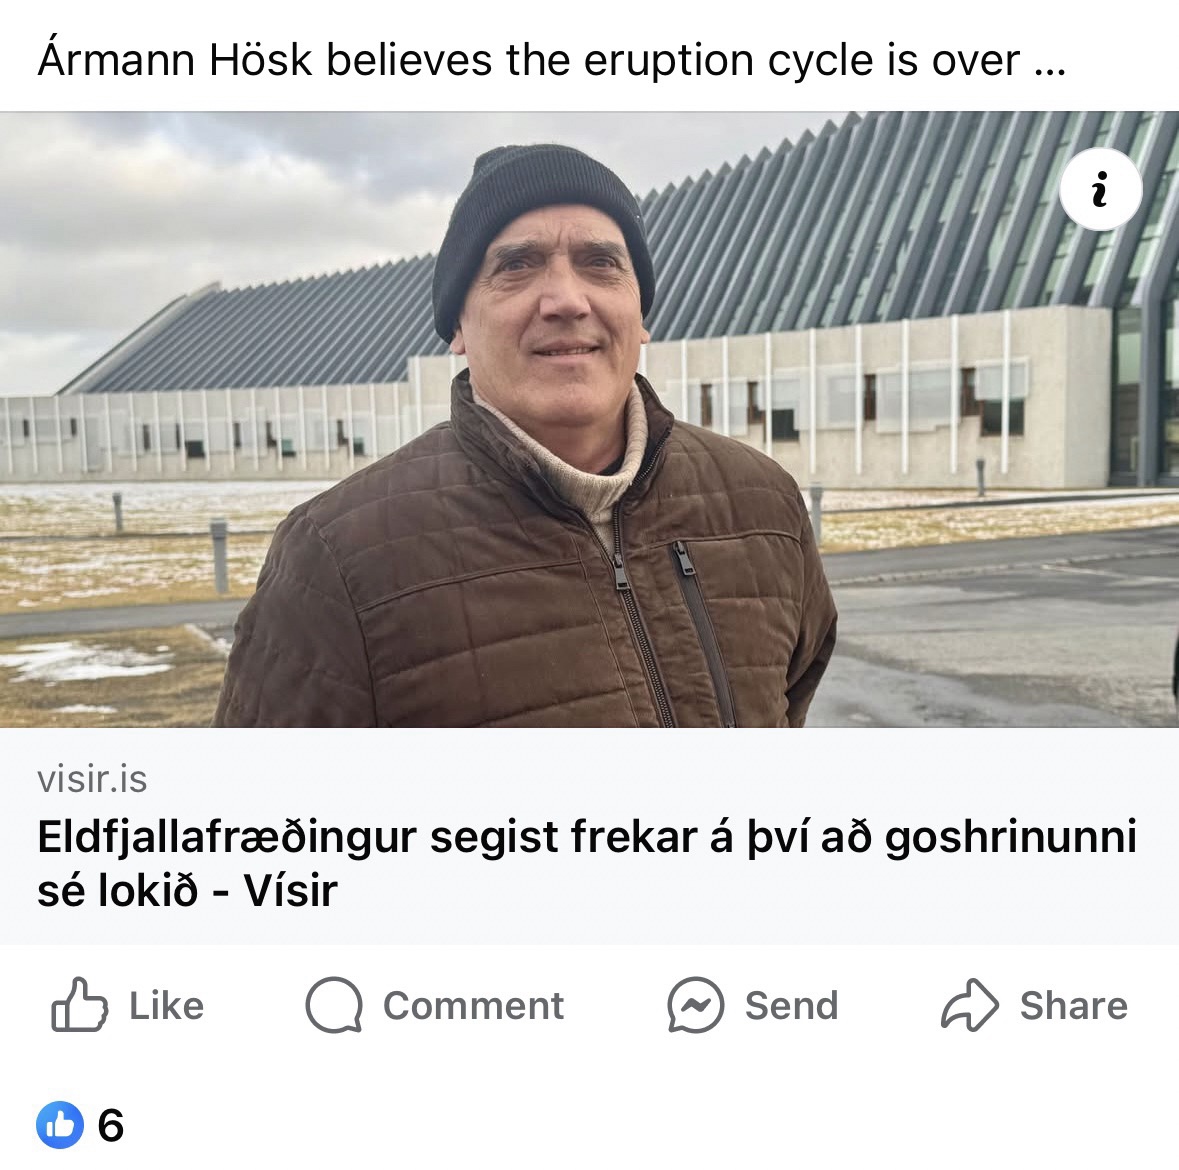 Ármann Hösk believes the eruption cycle is over ...
i
visir.is
Eldfjallafræðingur segist frekar á því að goshrinunni
sé lokið - Vísir
Like
Comment
Send
Share
6